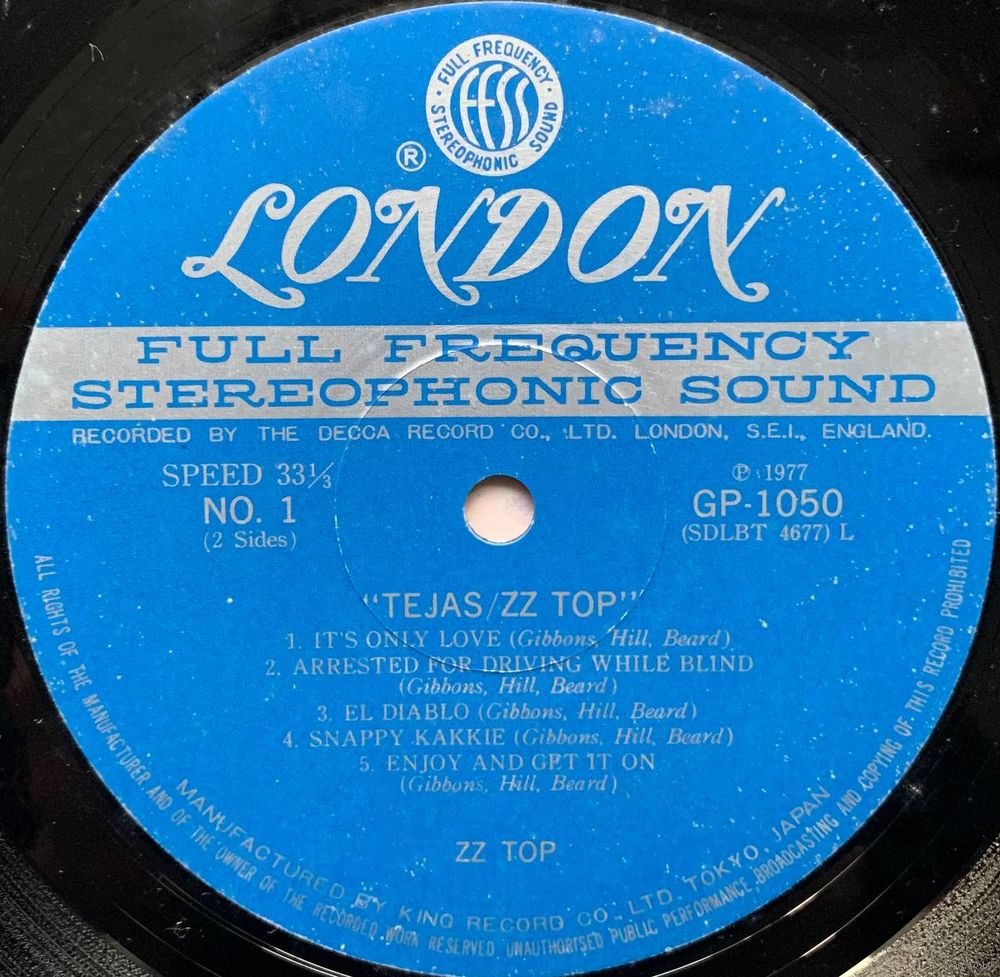 FULL FREQUENCY
FFSS
STEREOPHONIC SOUND
®
LONDON
FULL FREQUENCY
STEREOPHONIC SOUND
RECORDED BY THE DECCA RECORD CO., LTD. LONDON, S.E.I., ENGLAND.
SPEED 33⅓
℗ 1977
NO. 1
GP-1050
(2 Sides)
(SDLBT 4677) L
"TEJAS/ZZ TOP"
1. IT'S ONLY LOVE (Gibbons, Hill, Beard)
2. ARRESTED FOR DRIVING WHILE BLIND
(Gibbons, Hill, Beard)
3. EL DIABLO (Gibbons, Hill, Beard)
4. SNAPPY KAKKIE (Gibbons, Hill, Beard)
5. ENJOY AND GET IT ON
(Gibbons, Hill, Beard)
ZZ TOP
MANUFACTURED BY KING RECORD CO., LTD. TOKYO, JAPAN
ALL RIGHTS OF THE MANUFACTURER AND OF THE OWNER OF THE RECORDED WORK RESERVED. UNAUTHORISED PUBLIC PERFORMANCE, BROADCASTING AND COPYING OF THIS RECORD PROHIBITED